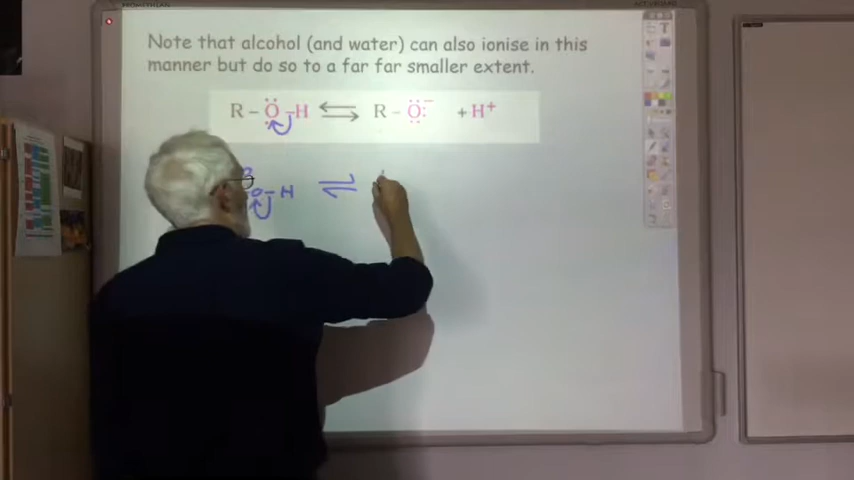 Note that alcohol (and water) can also ionise in this
manner but do so to a far far smaller extent.
R – Ö – H ⇌ R – Ö:⁻ + H⁺
O – H ⇌